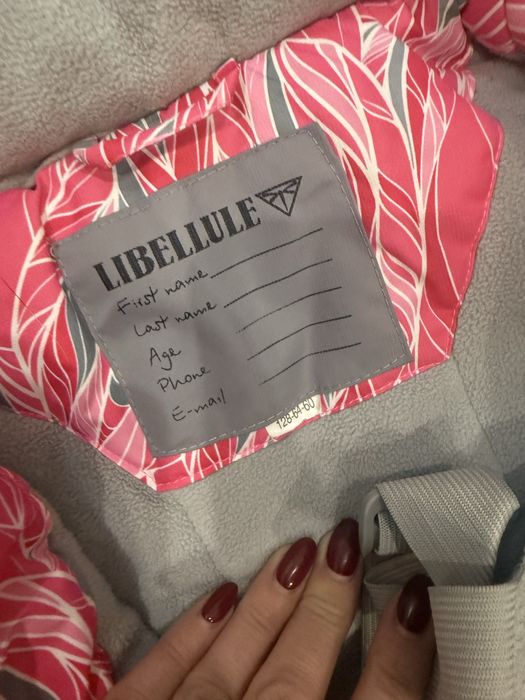 LIBELLULE
First name
Last name
Age
Phone
E-mail
128-64-60